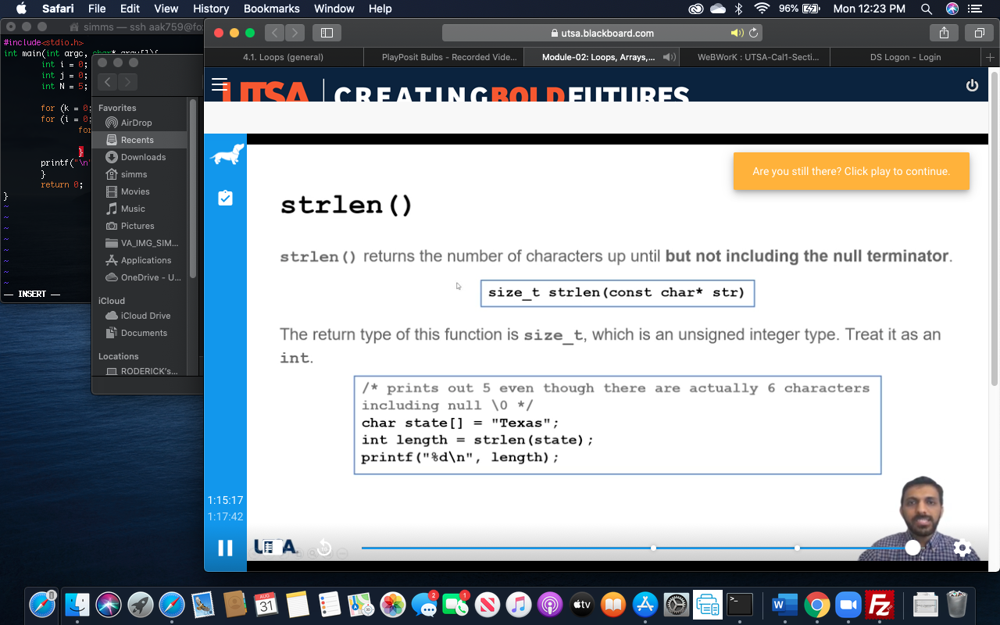 Safari File Edit View History Bookmarks Window Help 96% Mon 12:23 PM
simms — ssh aak759@fo
#include<stdio.h>
int main(int argc, char* argv[]){
int i = 0;
int j = 0;
int N = 5;
for (k = 0;
for (i = 0;
for
}
printf("\n"
}
return 0;
}
~
~
~
~
~
~
~
~
-- INSERT --
Favorites
AirDrop
Recents
Downloads
simms
Movies
Music
Pictures
VA_IMG_SIM...
Applications
OneDrive - U...
iCloud
iCloud Drive
Documents
Locations
RODERICK's...
utsa.blackboard.com
4.1. Loops (general) PlayPosit Bulbs - Recorded Vide... Module-02: Loops, Arrays,... WeBWorK : UTSA-Cal1-Secti... DS Logon - Login
UTSA CREATING BOLD FUTURES
Are you still there? Click play to continue.
strlen()
strlen() returns the number of characters up until but not including the null terminator.
size_t strlen(const char* str)
The return type of this function is size_t, which is an unsigned integer type. Treat it as an
int.
/* prints out 5 even though there are actually 6 characters
including null \0 */
char state[] = "Texas";
int length = strlen(state);
printf("%d\n", length);
1:15:17
1:17:42
AUG
31
2
1
tv
W
Fz